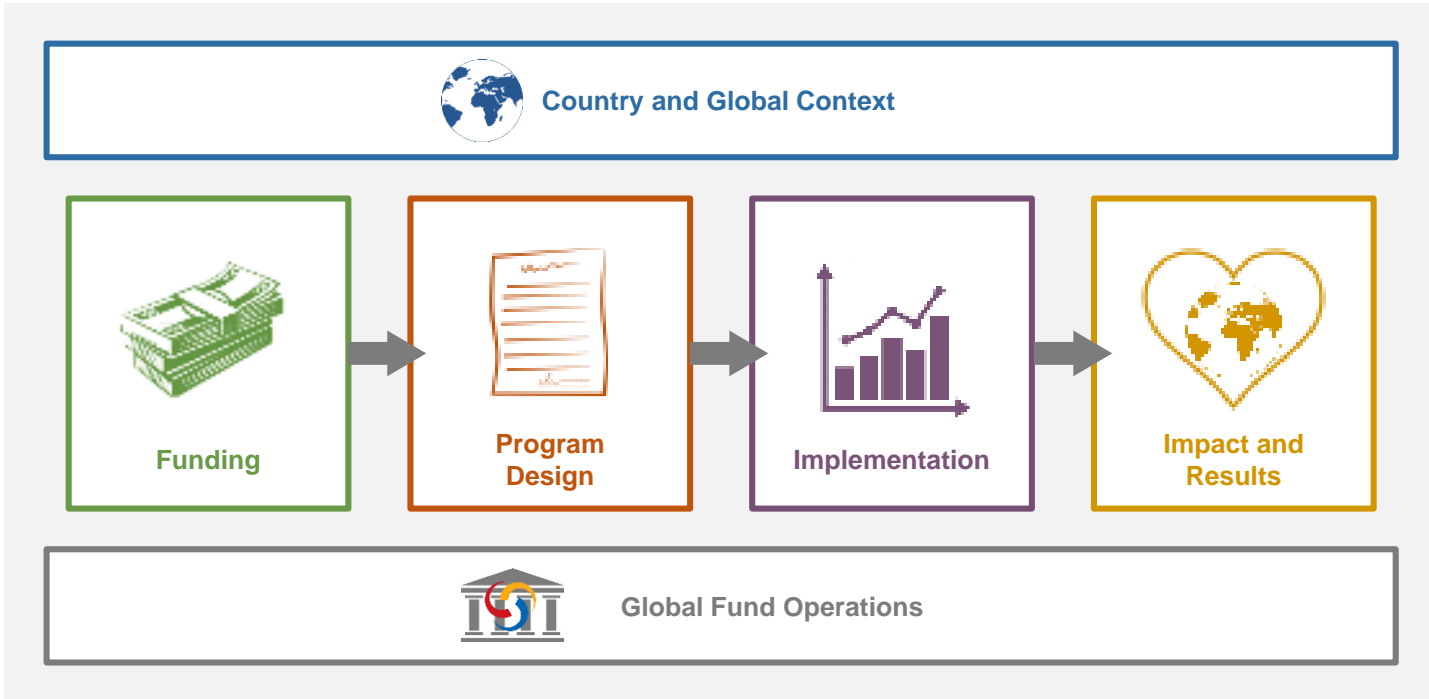 Country and Global Context
Funding
Program
Design
Implementation
Impact and
Results
Global Fund Operations